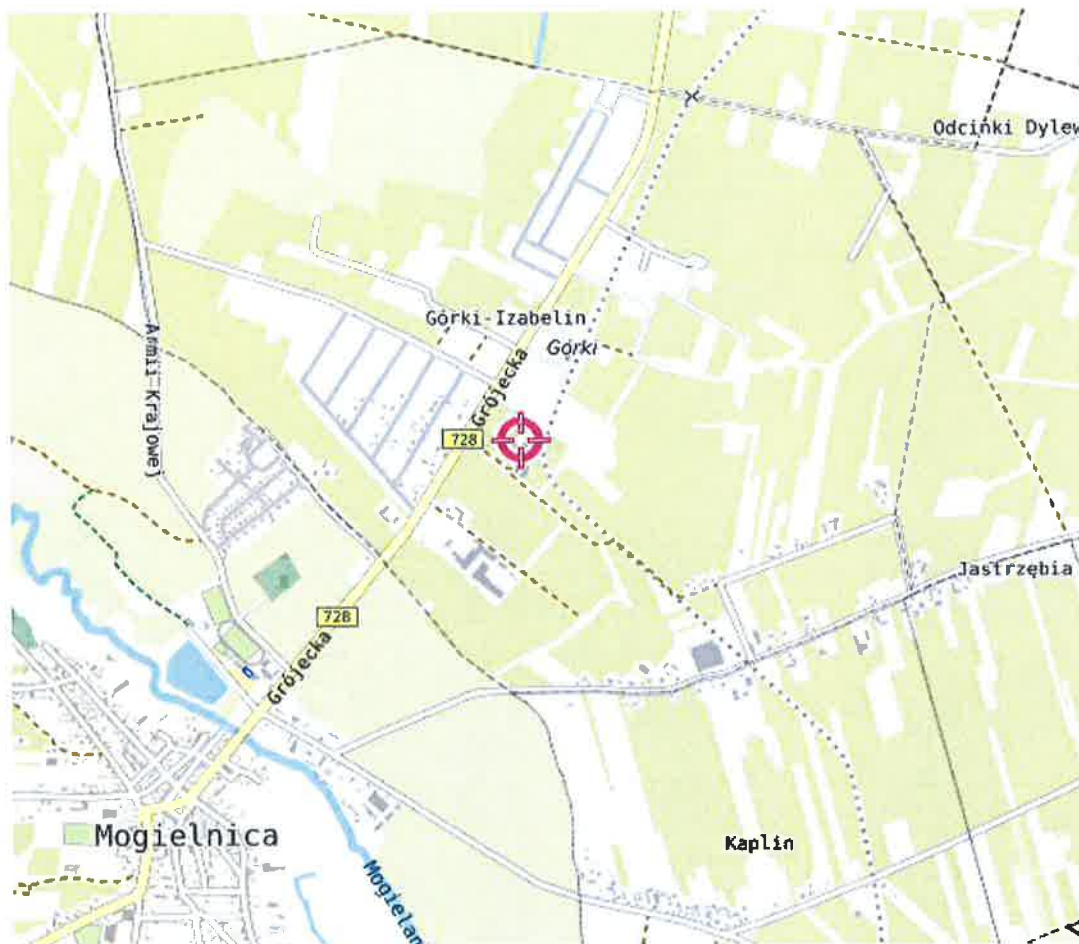 Odcinki Dylew
Górki-Izabelin
Górki
Armii Krajowej
Grójecka
728
Jastrzębia
728
Grójecka
Mogielnica
Kaplin
Mogielan